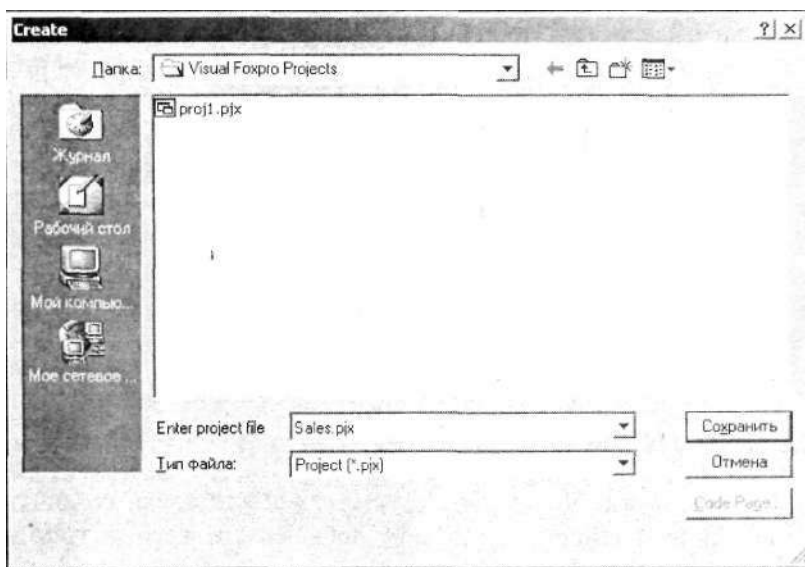 Create
Папка: Visual Foxpro Projects
proj1.pjx
Журнал
Рабочий стол
Мой компью...
Мое сетевое ...
Enter project file Sales.pjx Сохранить
Тип файла: Project (*.pjx) Отмена
Code Page...